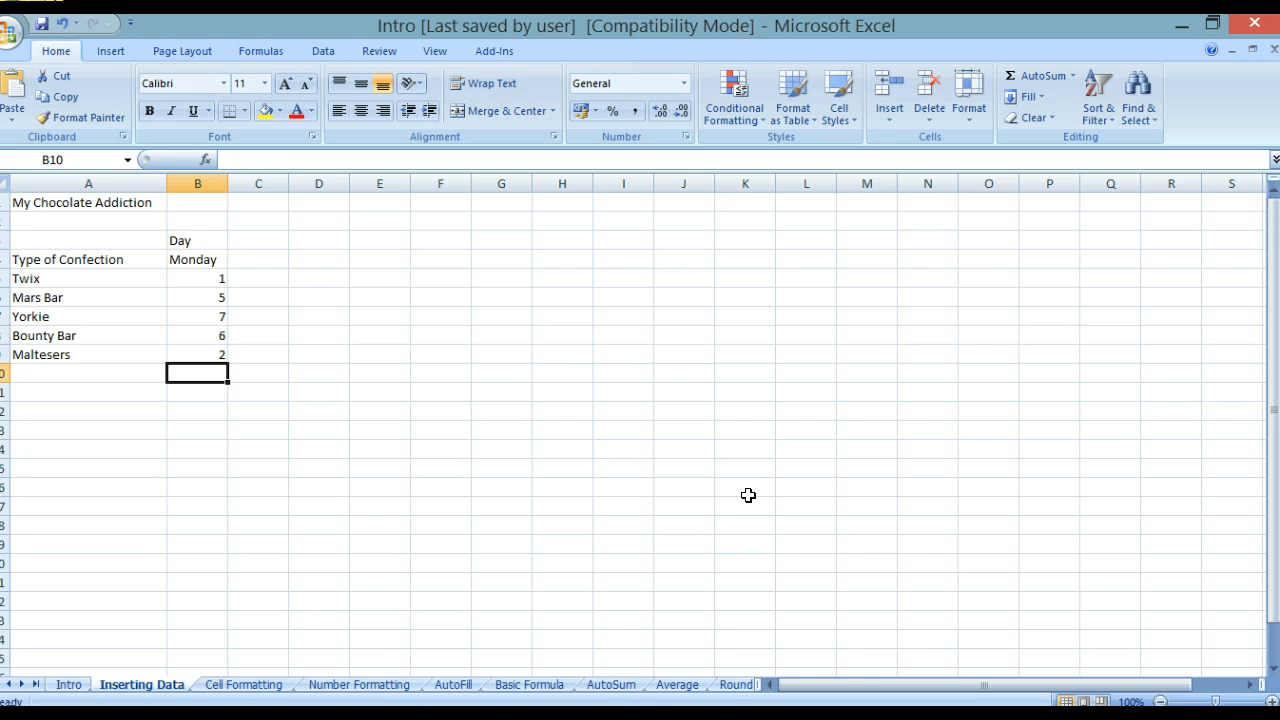 Intro [Last saved by user] [Compatibility Mode] - Microsoft Excel
Home Insert Page Layout Formulas Data Review View Add-Ins
Paste
Cut
Copy
Format Painter
Clipboard
Calibri 11
B I U A
Font
Wrap Text
Merge & Center
Alignment
General
% ,
Number
Conditional Formatting
Format as Table
Cell Styles
Styles
Insert
Delete
Format
Cells
Σ AutoSum
Fill
Clear
Sort & Filter
Find & Select
Editing
B10 fx
A B C D E F G H I J K L M N O P Q R S
My Chocolate Addiction
Day
Type of Confection Monday
Twix 1
Mars Bar 5
Yorkie 7
Bounty Bar 6
Maltesers 2
Intro Inserting Data Cell Formatting Number Formatting AutoFill Basic Formula AutoSum Average Round
eady 100%